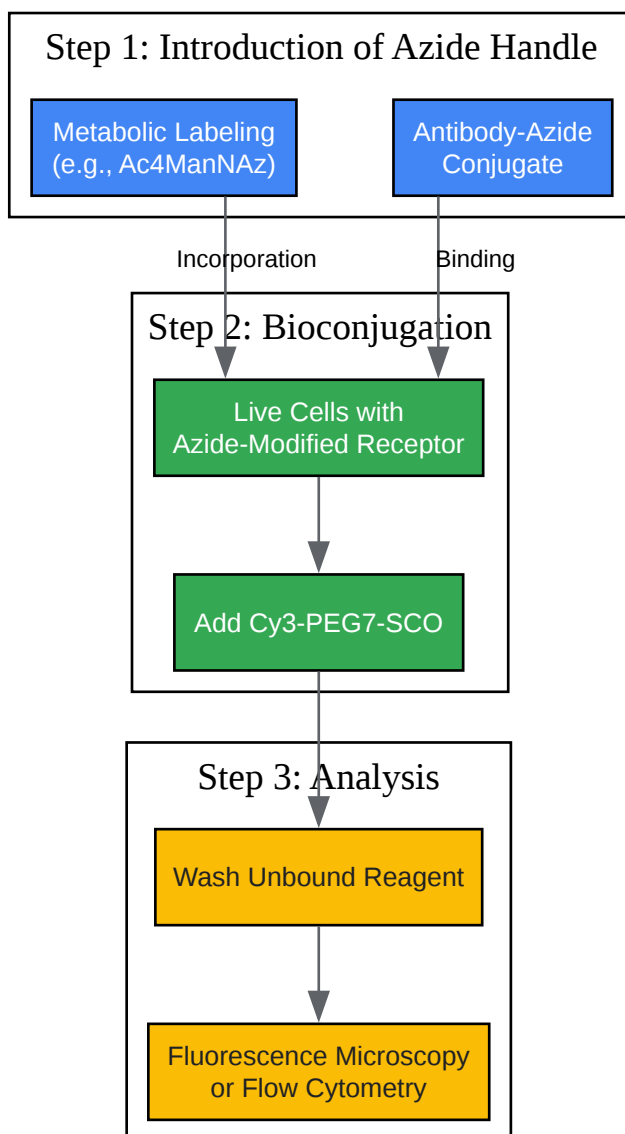 Step 1: Introduction of Azide Handle
Metabolic Labeling
(e.g., Ac4ManNAz)
Antibody-Azide
Conjugate
Incorporation
Binding
Step 2: Bioconjugation
Live Cells with
Azide-Modified Receptor
Add Cy3-PEG7-SCO
Step 3: Analysis
Wash Unbound Reagent
Fluorescence Microscopy
or Flow Cytometry